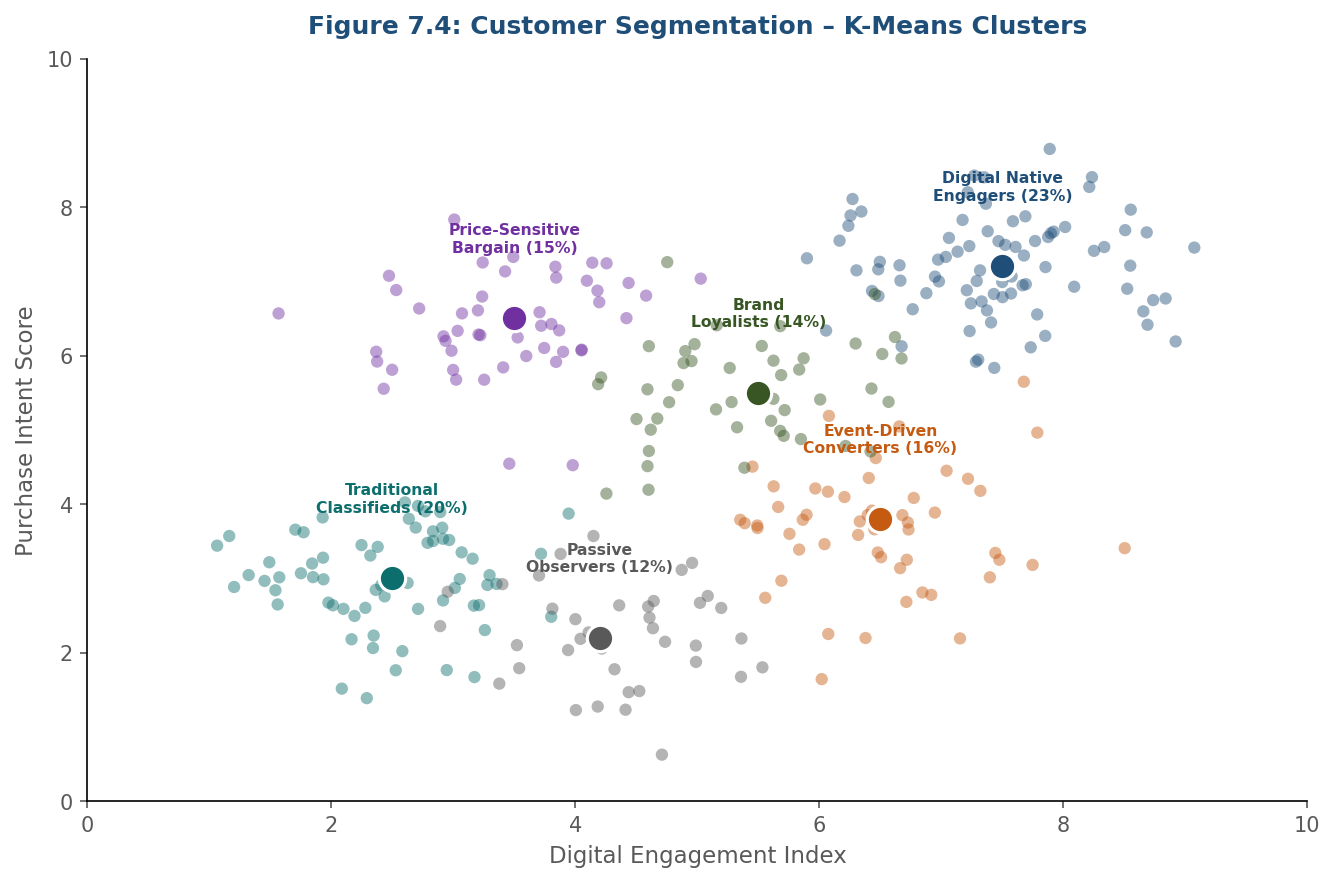 Figure 7.4: Customer Segmentation – K-Means Clusters
Purchase Intent Score
10
8
6
4
2
0
Digital Native
Engagers (23%)
Price-Sensitive
Bargain (15%)
Brand
Loyalists (14%)
Event-Driven
Converters (16%)
Traditional
Classifieds (20%)
Passive
Observers (12%)
0
2
4
6
8
10
Digital Engagement Index